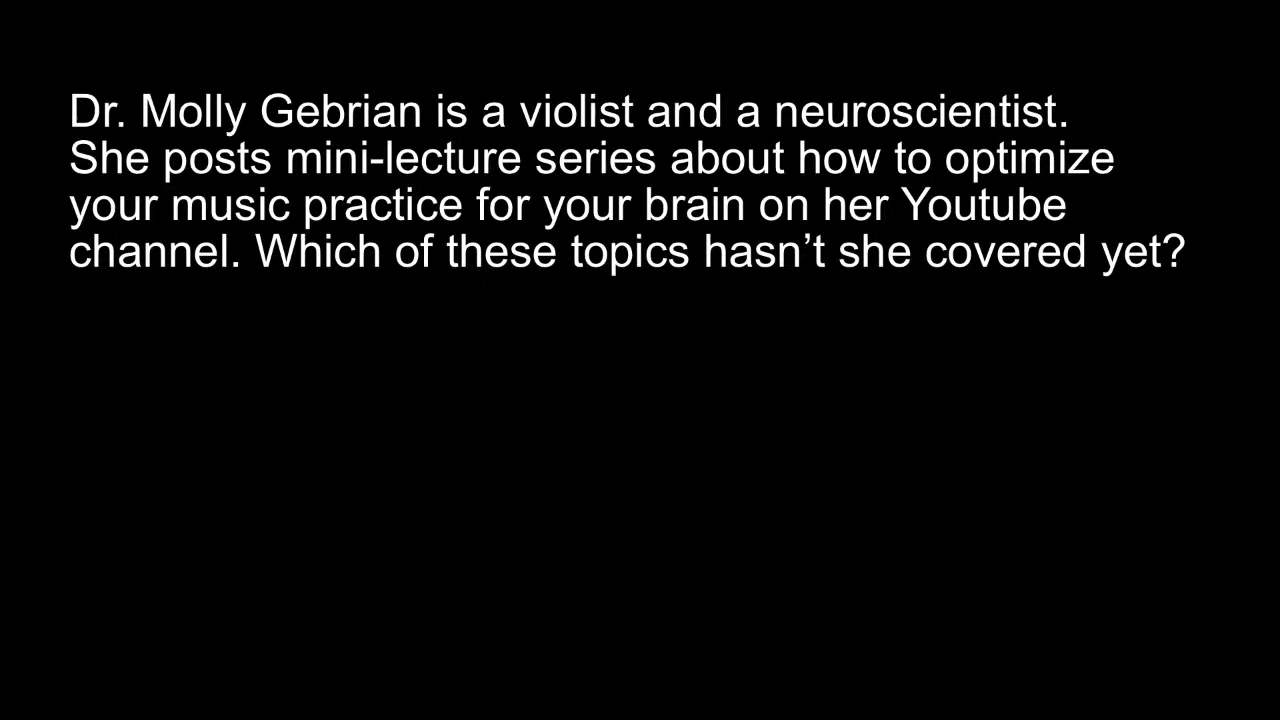 Dr. Molly Gebrian is a violist and a neuroscientist.
She posts mini-lecture series about how to optimize
your music practice for your brain on her Youtube
channel. Which of these topics hasn’t she covered yet?